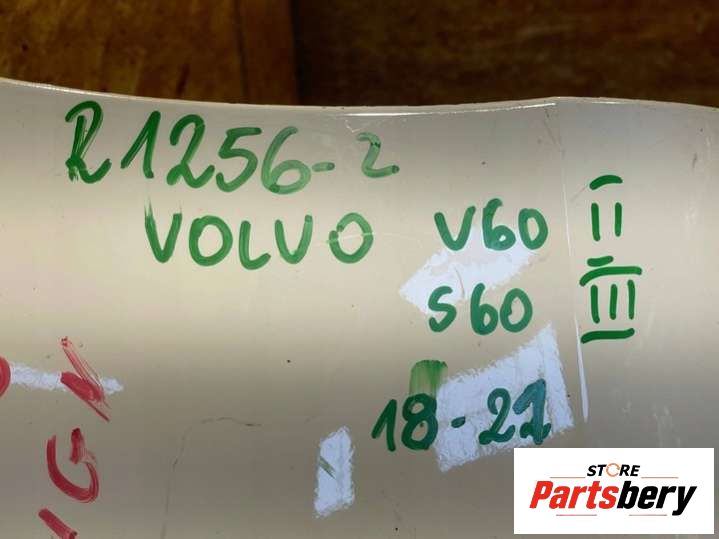 R1256-2
VOLVO V60 II
S60 III
18-21
STORE
Partsbery